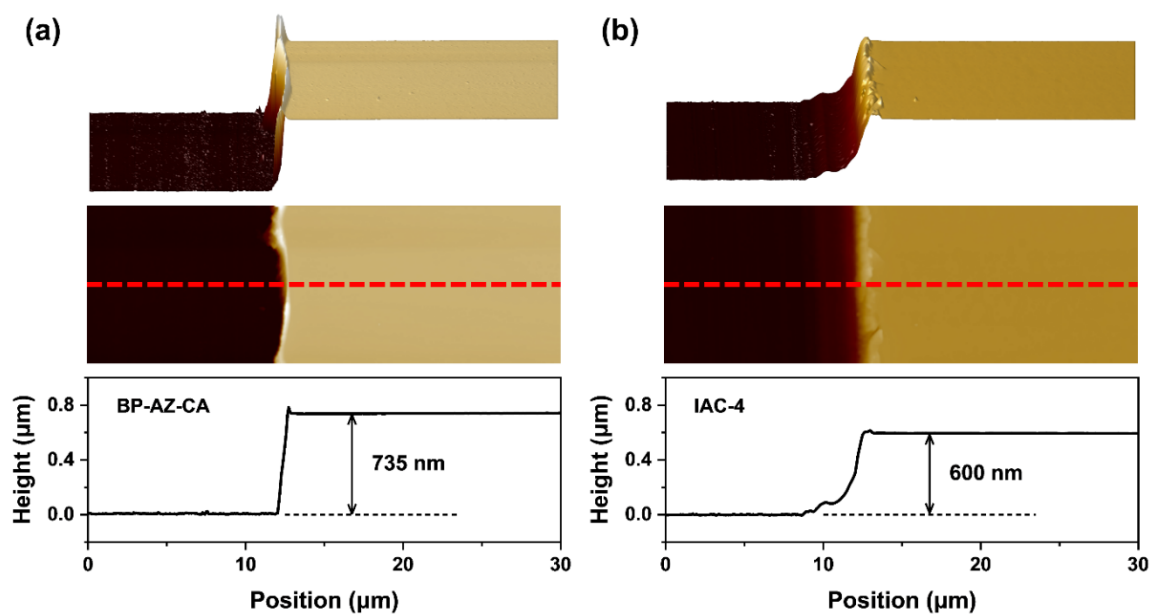 (a)
(b)
BP-AZ-CA
735 nm
Height (μm)
0.8
0.4
0.0
0
10
20
30
Position (μm)
IAC-4
600 nm
Height (μm)
0.8
0.4
0.0
0
10
20
30
Position (μm)